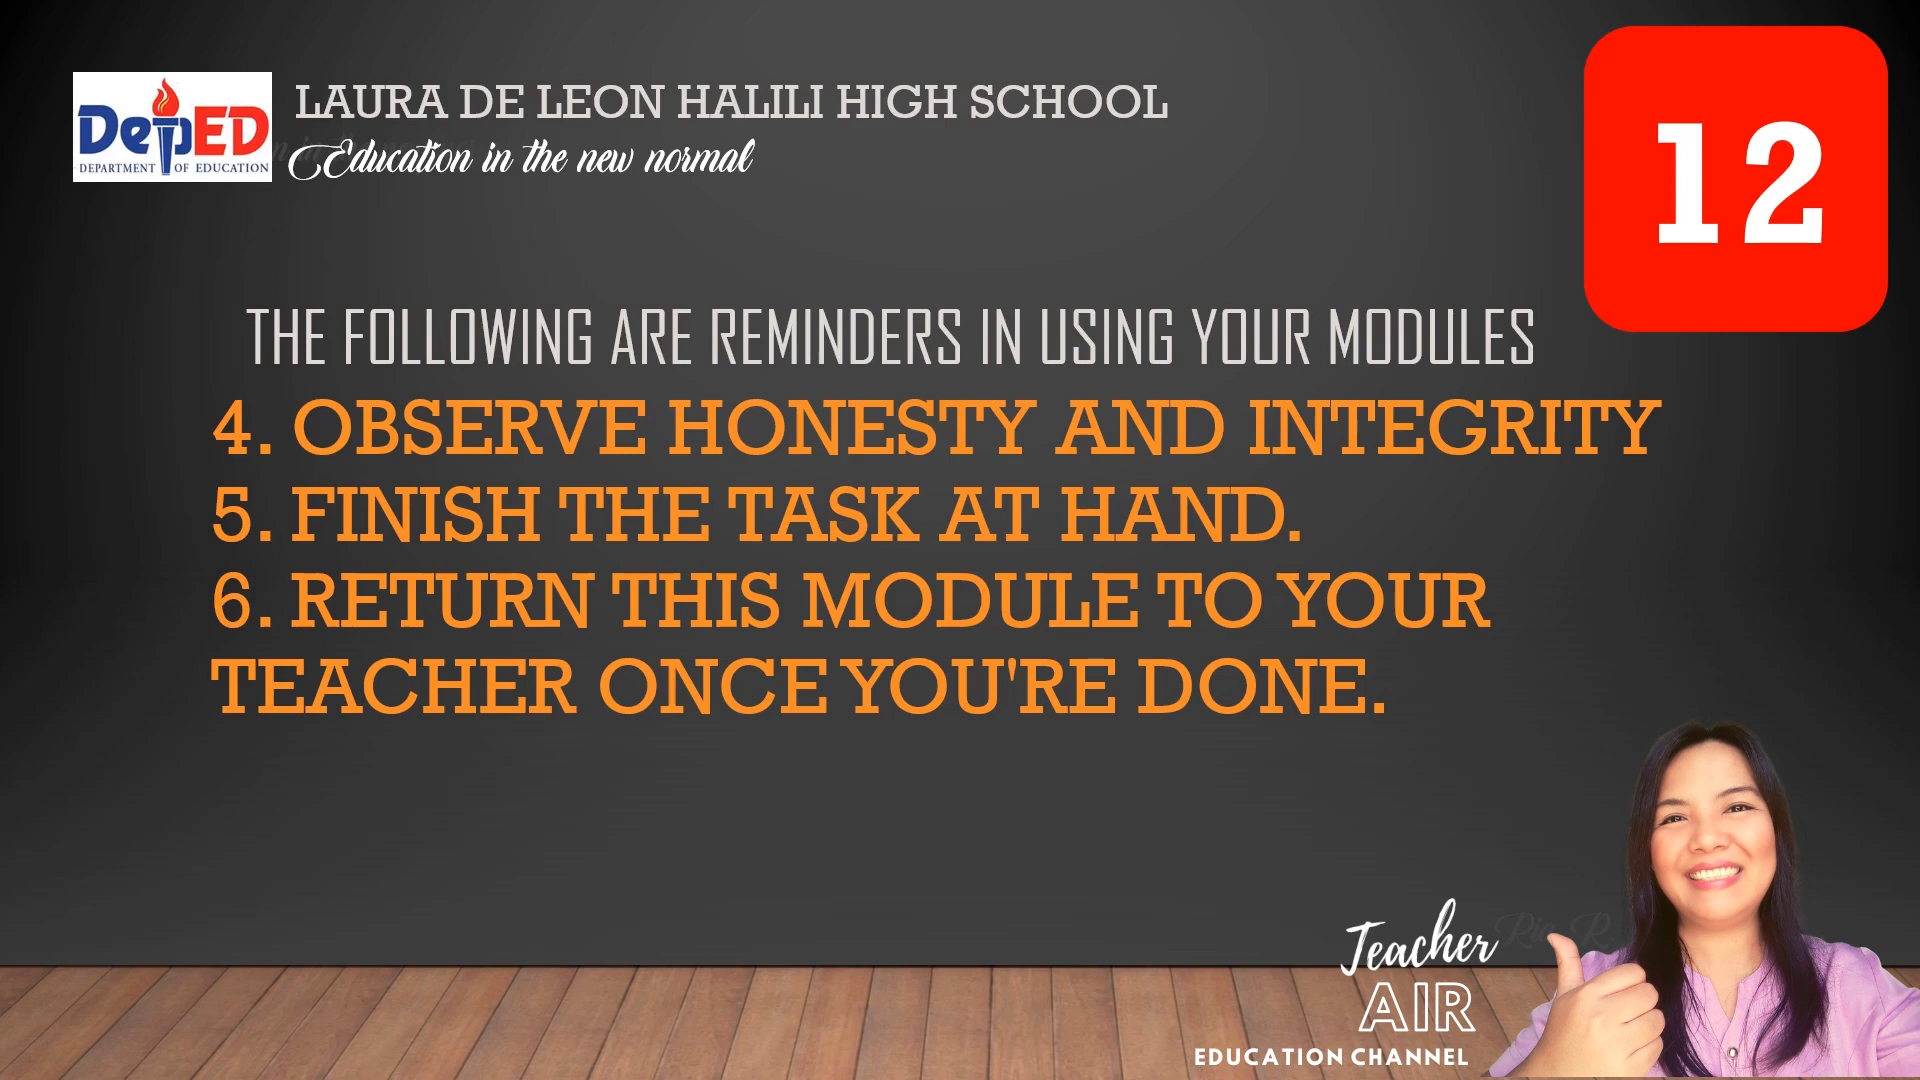 DepED
DEPARTMENT OF EDUCATION
LAURA DE LEON HALILI HIGH SCHOOL
Education in the new normal
12
THE FOLLOWING ARE REMINDERS IN USING YOUR MODULES
4. OBSERVE HONESTY AND INTEGRITY
5. FINISH THE TASK AT HAND.
6. RETURN THIS MODULE TO YOUR
TEACHER ONCE YOU'RE DONE.
Teacher
AIR
EDUCATION CHANNEL